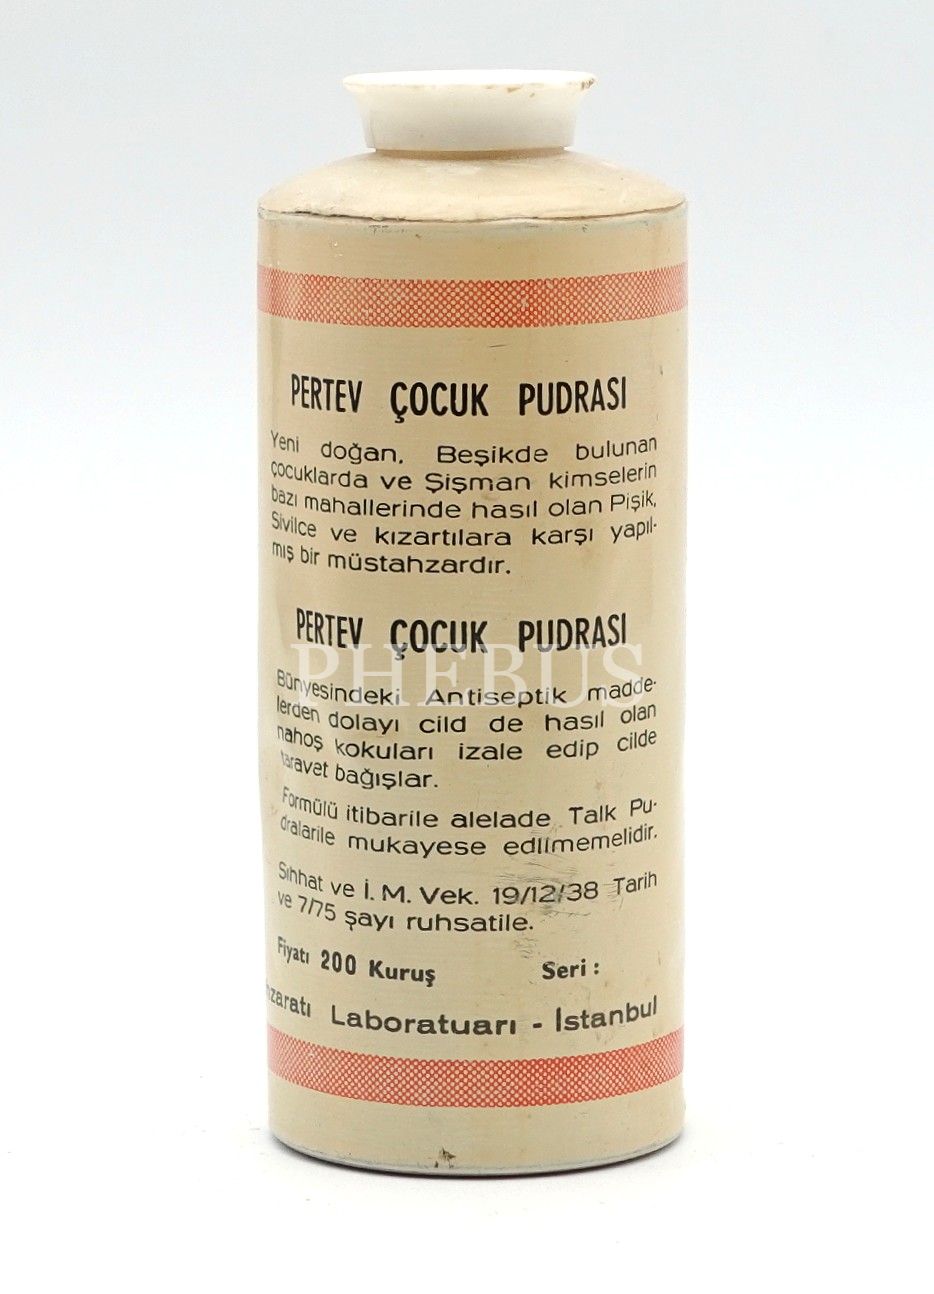 PERTEV ÇOCUK PUDRASI
Yeni doğan, Beşikde bulunan
çocuklarda ve Şişman kimselerin
bazı mahallerinde hasıl olan Pişik,
Sivilce ve kızartılara karşı yapıl-
mış bir müstahzardır.
PERTEV ÇOCUK PUDRASI
PHEBUS
Bünyesindeki Antiseptik madde-
lerden dolayı cild de hasıl olan
nahoş kokuları izale edip cilde
taravet bağışlar.
Formülü itibarile alelade Talk Pu-
dralarile mukayese edilmemelidir.
Sıhhat ve İ. M. Vek. 19/12/38 Tarih
ve 7/75 şayı ruhsatile.
Fiyatı 200 Kuruş Seri :
Laboratuarı - İstanbul